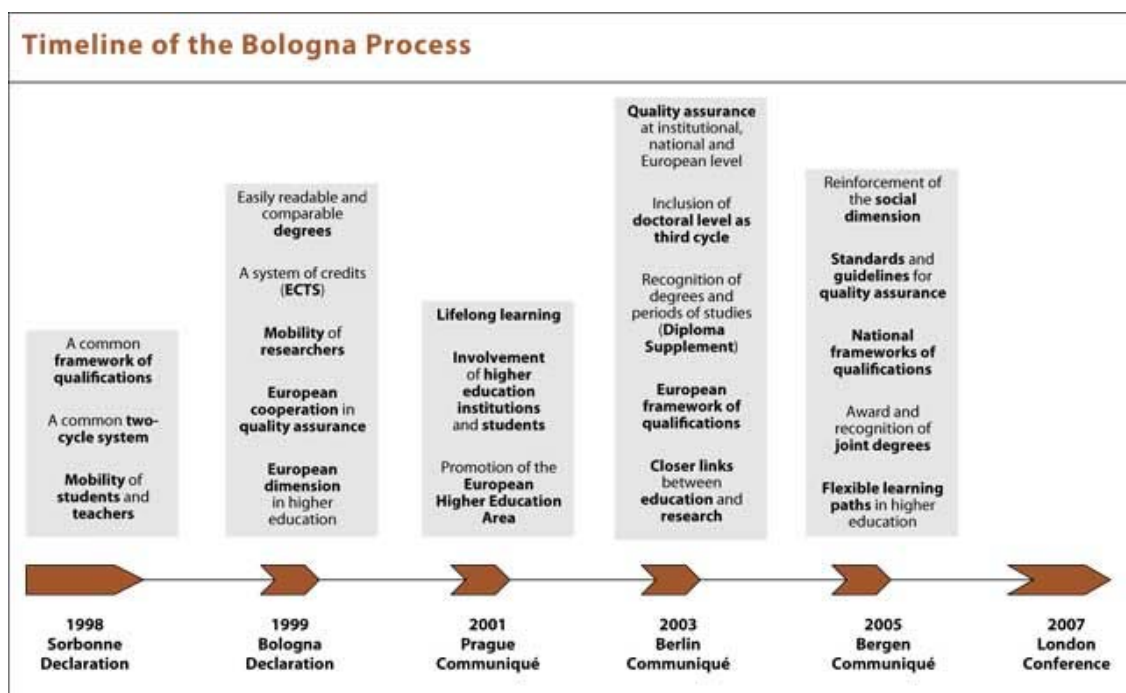 Timeline of the Bologna Process
A common
framework of
qualifications
A common two-
cycle system
Mobility of
students and
teachers
1998
Sorbonne
Declaration
Easily readable and
comparable
degrees
A system of credits
(ECTS)
Mobility of
researchers
European
cooperation in
quality assurance
European
dimension
in higher
education
1999
Bologna
Declaration
Lifelong learning
Involvement
of higher
education
institutions
and students
Promotion of the
European
Higher Education
Area
2001
Prague
Communiqué
Quality assurance
at institutional,
national and
European level
Inclusion of
doctoral level as
third cycle
Recognition of
degrees and
periods of studies
(Diploma
Supplement)
European
framework of
qualifications
Closer links
between
education and
research
2003
Berlin
Communiqué
Reinforcement of
the social
dimension
Standards and
guidelines for
quality assurance
National
frameworks of
qualifications
Award and
recognition of
joint degrees
Flexible learning
paths in higher
education
2005
Bergen
Communiqué
2007
London
Conference